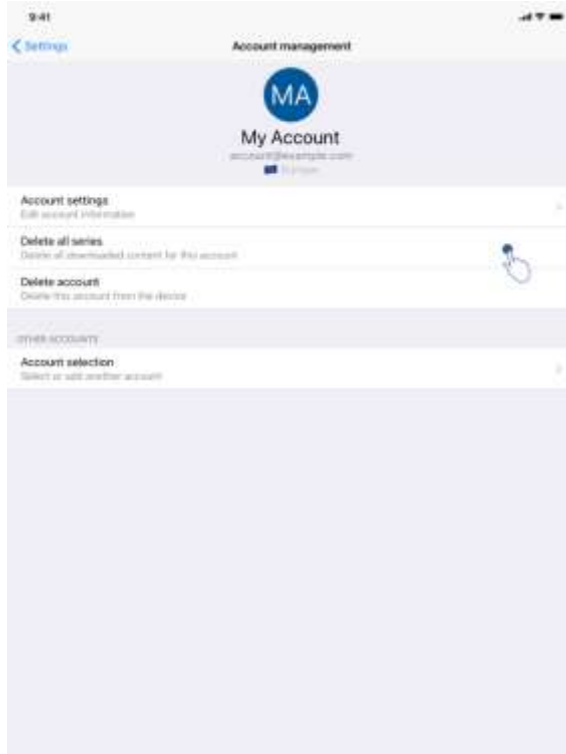 9:41
Settings
Account management
MA
My Account
account@example.com
Account settings
Edit account information
Delete all series
Delete all downloaded content for this account
Delete account
Delete this account from the device
OTHER ACCOUNTS
Account selection
Select or add another account